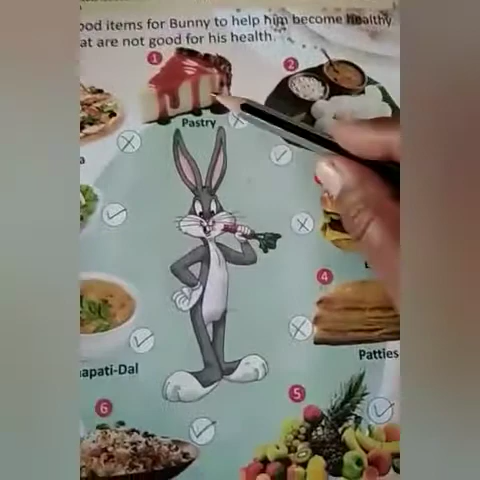 ood items for Bunny to help him become healthy
at are not good for his health.
1
2
Pastry
a
4
Patties
apati-Dal
5
6